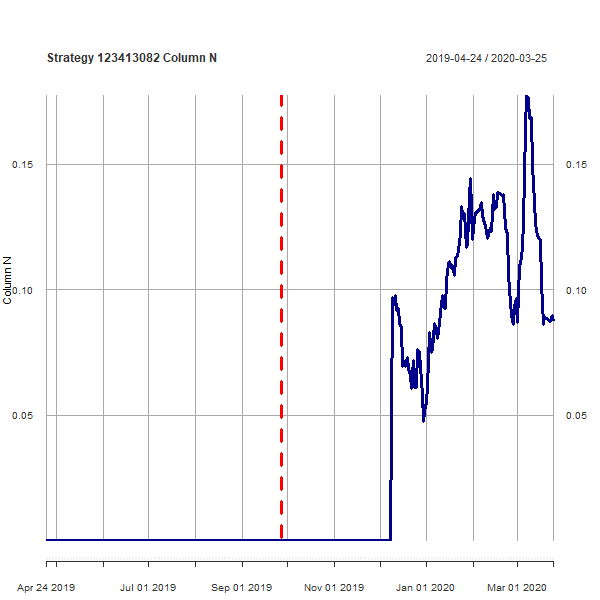 Strategy 123413082 Column N
2019-04-24 / 2020-03-25
0.15
0.15
Column N
0.10
0.10
0.05
0.05
Apr 24 2019
Jul 01 2019
Sep 01 2019
Nov 01 2019
Jan 01 2020
Mar 01 2020